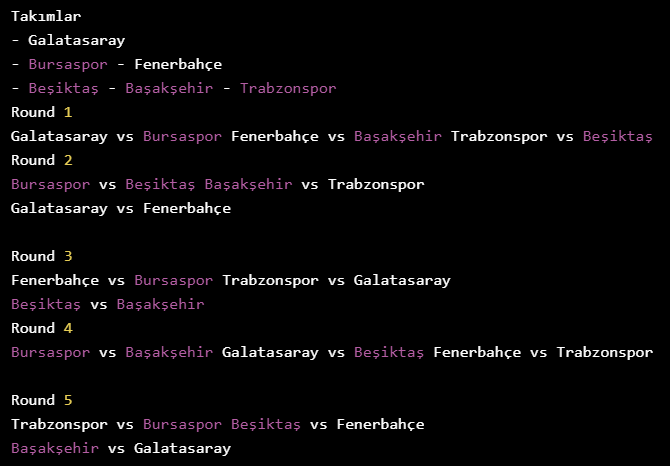 Takımlar
- Galatasaray
- Bursaspor - Fenerbahçe
- Beşiktaş - Başakşehir - Trabzonspor
Round 1
Galatasaray vs Bursaspor Fenerbahçe vs Başakşehir Trabzonspor vs Beşiktaş
Round 2
Bursaspor vs Beşiktaş Başakşehir vs Trabzonspor
Galatasaray vs Fenerbahçe
Round 3
Fenerbahçe vs Bursaspor Trabzonspor vs Galatasaray
Beşiktaş vs Başakşehir
Round 4
Bursaspor vs Başakşehir Galatasaray vs Beşiktaş Fenerbahçe vs Trabzonspor
Round 5
Trabzonspor vs Bursaspor Beşiktaş vs Fenerbahçe
Başakşehir vs Galatasaray